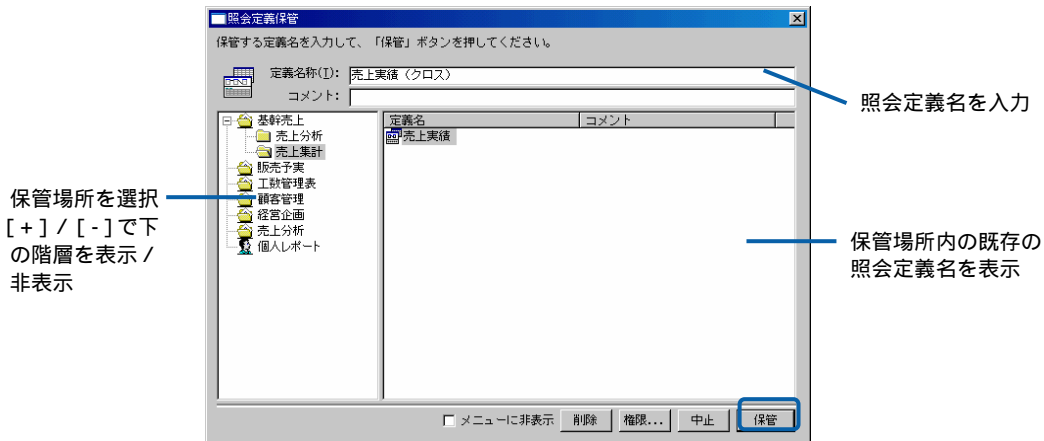 照会定義保管
保管する定義名を入力して、「保管」ボタンを押してください。
定義名称(I): 売上実績（クロス）
コメント:
基幹売上
売上分析
売上集計
販売予実
工数管理表
顧客管理
経営企画
売上分析
個人レポート
定義名 コメント
売上実績
メニューに非表示 削除 権限... 中止 保管
照会定義名を入力
保管場所を選択
[+]/[-]で下
の階層を表示/
非表示
保管場所内の既存の
照会定義名を表示